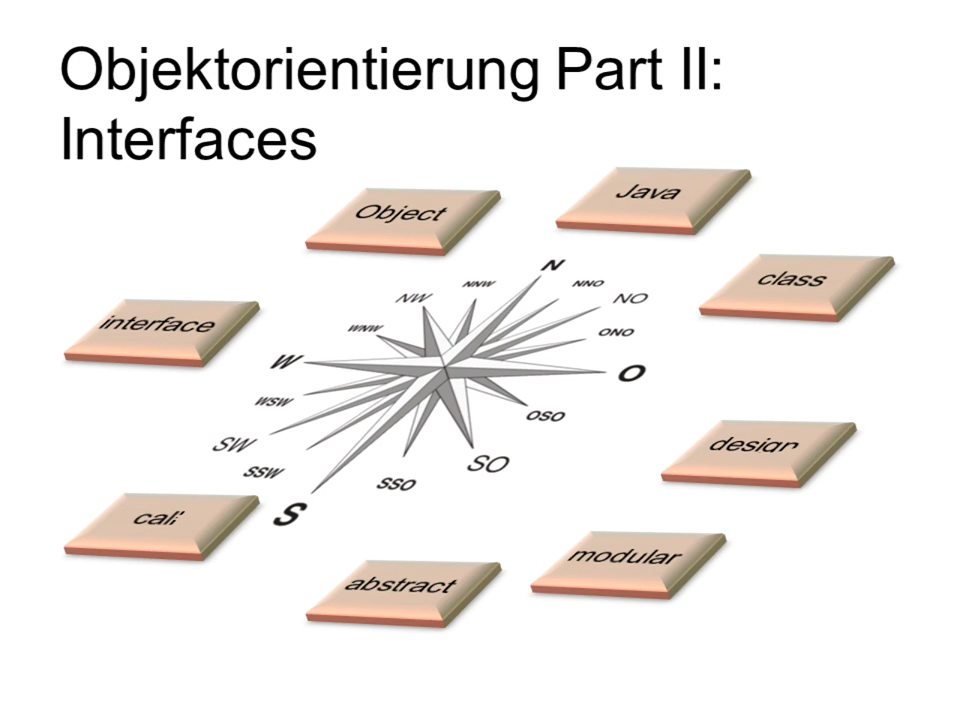 Objektorientierung Part II:
Interfaces
Object
Java
class
interface
N
NNW
NNO
NW
NO
WNW
ONO
W
O
WSW
OSO
SW
SSW
SO
SSO
S
design
call
modular
abstract